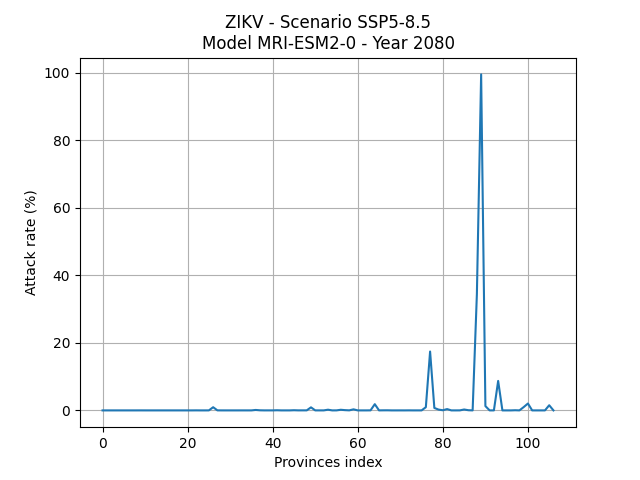 ZIKV - Scenario SSP5-8.5
Model MRI-ESM2-0 - Year 2080
Attack rate (%)
100
80
60
40
20
0
0 20 40 60 80 100
Provinces index